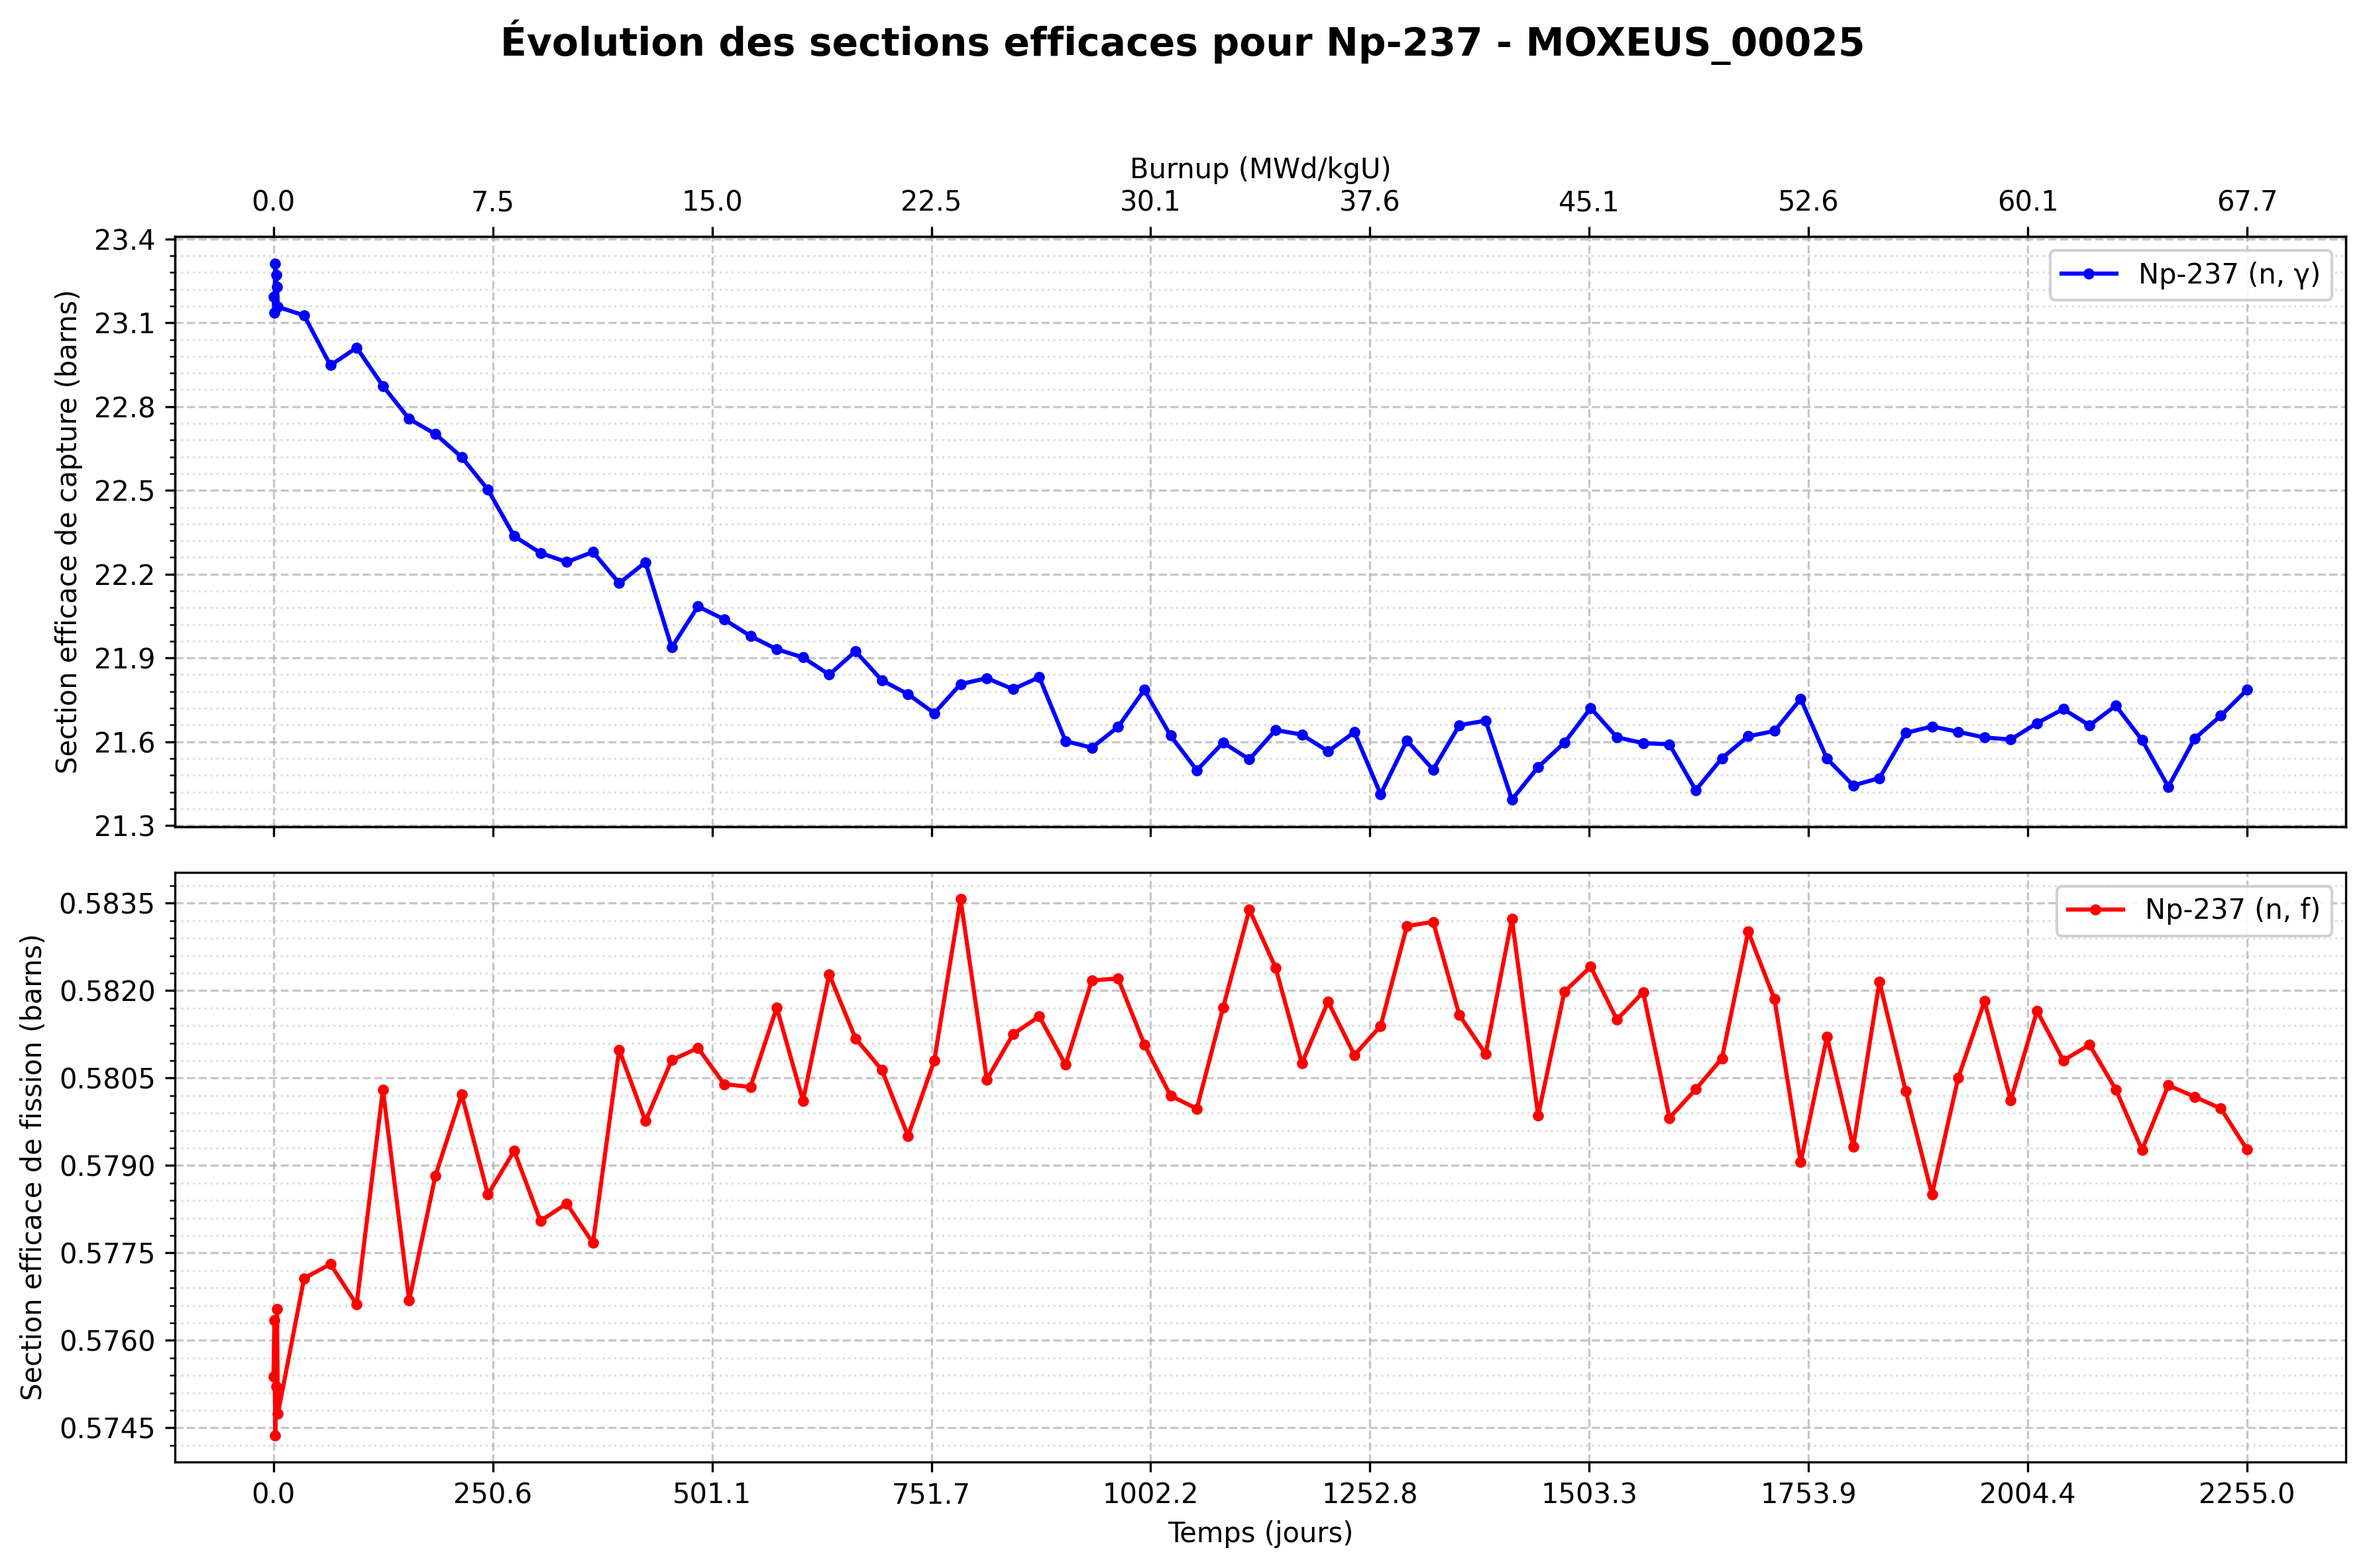 Évolution des sections efficaces pour Np-237 - MOXEUS_00025
Burnup (MWd/kgU)
0.0 7.5 15.0 22.5 30.1 37.6 45.1 52.6 60.1 67.7
Section efficace de capture (barns)
23.4
23.1
22.8
22.5
22.2
21.9
21.6
21.3
Np-237 (n, γ)
Section efficace de fission (barns)
0.5835
0.5820
0.5805
0.5790
0.5775
0.5760
0.5745
Np-237 (n, f)
0.0 250.6 501.1 751.7 1002.2 1252.8 1503.3 1753.9 2004.4 2255.0
Temps (jours)